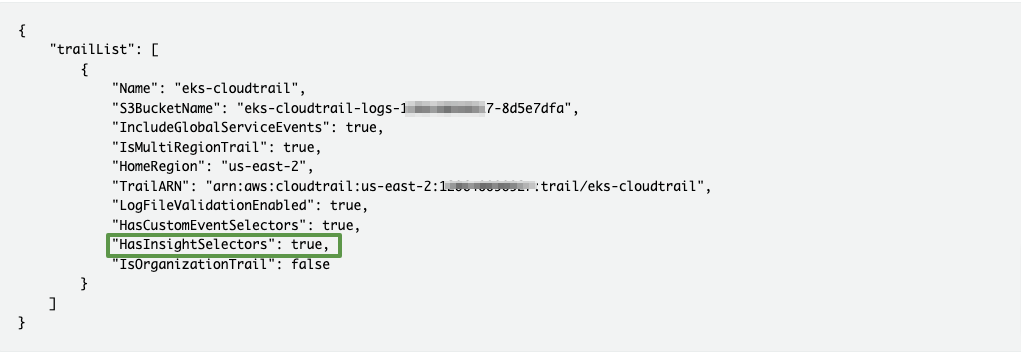 {
"trailList": [
{
"Name": "eks-cloudtrail",
"S3BucketName": "eks-cloudtrail-logs-1 7-8d5e7dfa",
"IncludeGlobalServiceEvents": true,
"IsMultiRegionTrail": true,
"HomeRegion": "us-east-2",
"TrailARN": "arn:aws:cloudtrail:us-east-2:1 :trail/eks-cloudtrail",
"LogFileValidationEnabled": true,
"HasCustomEventSelectors": true,
"HasInsightSelectors": true,
"IsOrganizationTrail": false
}
]
}